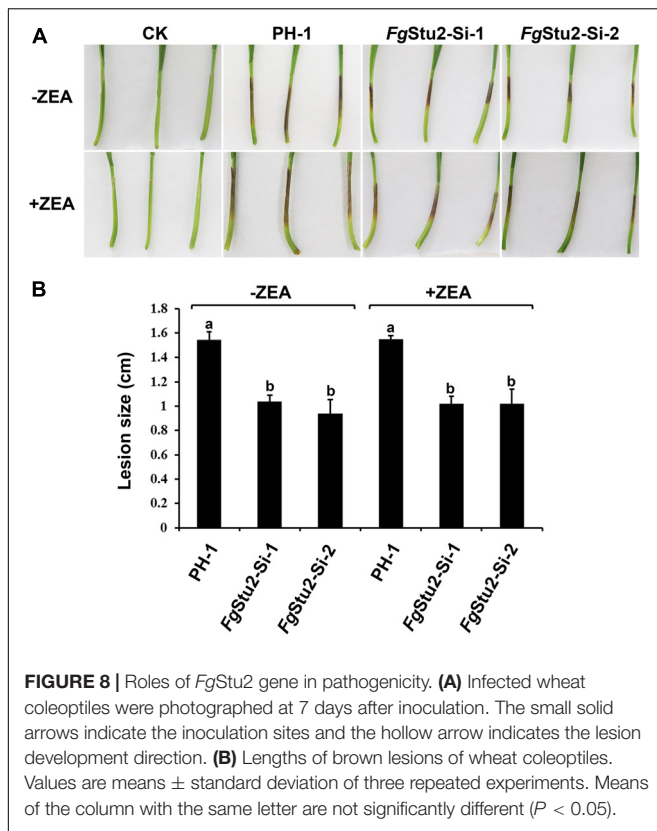 A
CK PH-1 FgStu2-Si-1 FgStu2-Si-2
-ZEA
+ZEA
B
-ZEA +ZEA
Lesion size (cm)
1.8
1.6
1.4
1.2
1
0.8
0.6
0.4
0.2
0
a b b a b b
PH-1 FgStu2-Si-1 FgStu2-Si-2 PH-1 FgStu2-Si-1 FgStu2-Si-2
FIGURE 8 | Roles of FgStu2 gene in pathogenicity. (A) Infected wheat
coleoptiles were photographed at 7 days after inoculation. The small solid
arrows indicate the inoculation sites and the hollow arrow indicates the lesion
development direction. (B) Lengths of brown lesions of wheat coleoptiles.
Values are means ± standard deviation of three repeated experiments. Means
of the column with the same letter are not significantly different (P < 0.05).